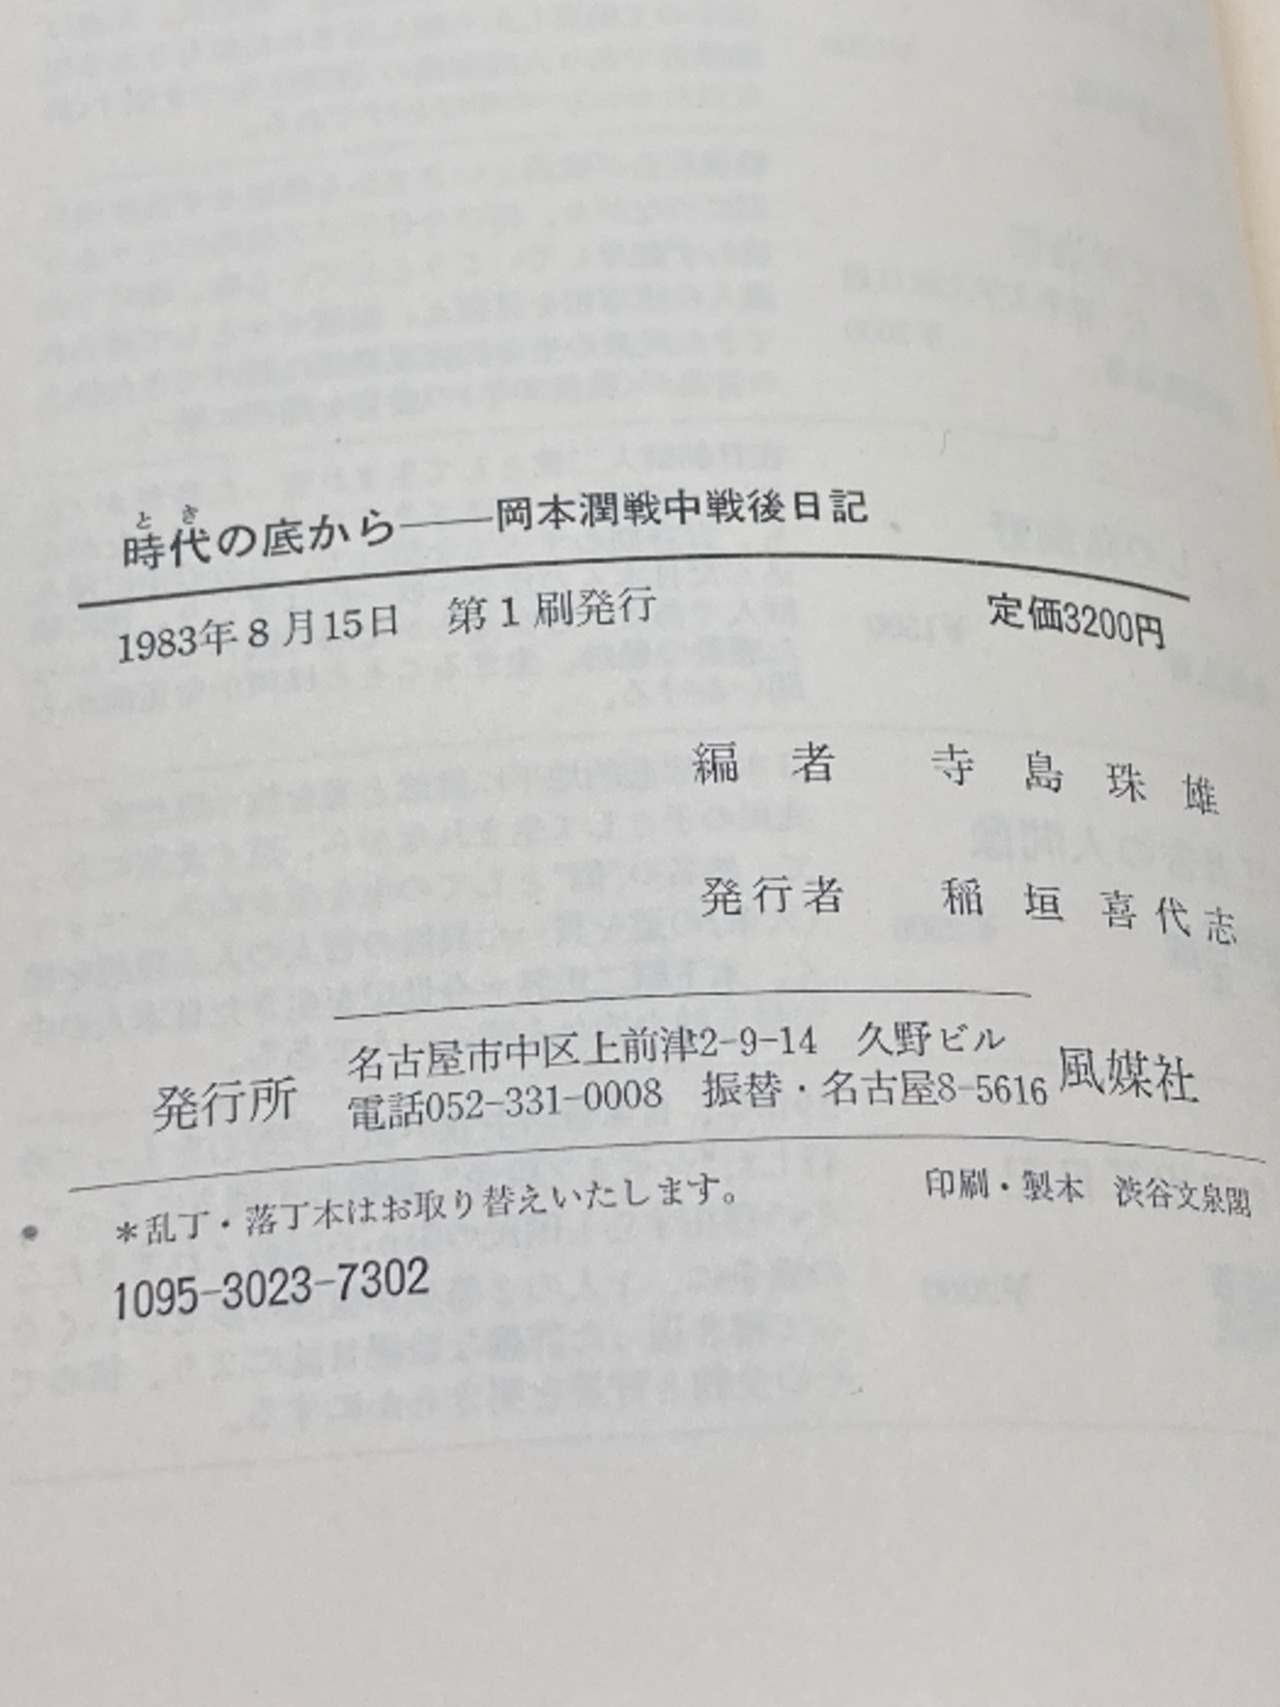 時代の底から——岡本潤戦中戦後日記
とき
1983年8月15日　第1刷発行　定価3200円
編　者　寺島珠雄
発行者　稲垣喜代志
発行所　名古屋市中区上前津2-9-14　久野ビル
電話052-331-0008　振替・名古屋8-5616　風媒社
＊乱丁・落丁本はお取り替えいたします。　印刷・製本　渋谷文泉閣
1095-3023-7302